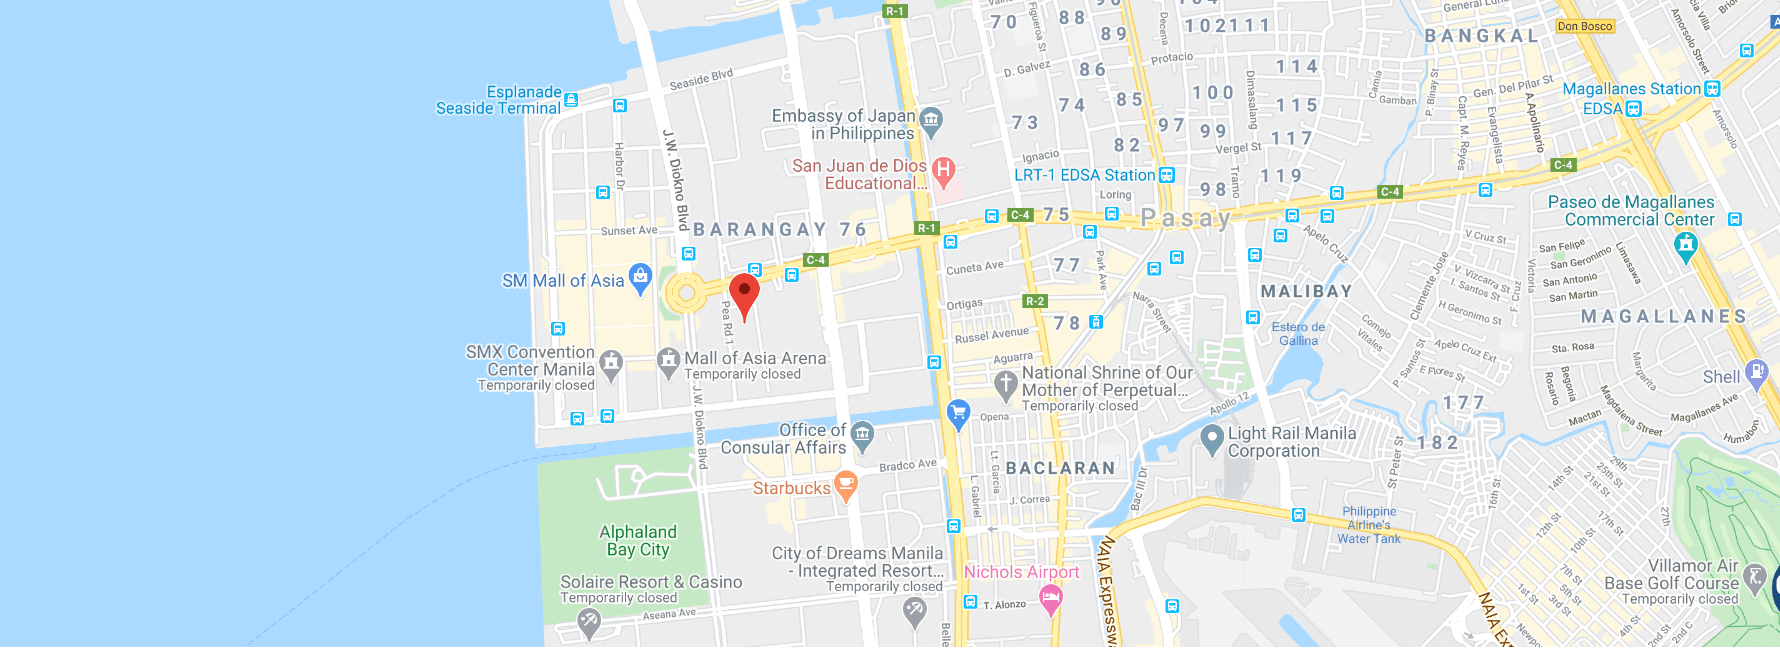 R-1
70
88
90
89
102
111
104
General Luna
BANGKAL
Don Bosco
Decena
Figueroa St
Protacio
D. Galvez
86
114
Seaside Blvd
Esplanade
Seaside Terminal
Harbor Dr
J.W. Diokno Blvd
Embassy of Japan
in Philippines
74
85
100
115
73
97
99
117
82
Ignacio
Vergel St
Dimasalang
Camia
Gamban
P. Binay St
Gen. Del Pilar St
Capt. M. Reyes
Evangelista
A.Apolinario
Magallanes Station
EDSA
Amorsolo Street
Amorsolo
San Juan de Dios
Educational...
LRT-1 EDSA Station
Loring
98
Tramo
119
C-4
C-4
C-4
75
Pasay
R-1
C-4
BARANGAY 76
Sunset Ave
SM Mall of Asia
Pea Rd 1
Cuneta Ave
77
Park Ave
Ortigas
R-2
Narra Street
78
Russel Avenue
Aguarra
MALIBAY
Apelo Cruz
Estero de
Gallina
Paseo de Magallanes
Commercial Center
V Cruz St
San Felipe
San Geronimo
San Antonio
San Martin
Limasawa
Clemente Jose
V. Vizcarra St
I. Santos St
H Geronimo St
F. Cruz
Victoria
MAGALLANES
Cornejo
Vitales
P. Santos St
Apelo Cruz Ext
E Flores St
Sta. Rosa
Rosario
Begonia
Margarita
Magdalena Street
Mactan
Magallanes Ave
Humabon
Shell
SMX Convention
Center Manila
Temporarily closed
Mall of Asia Arena
Temporarily closed
J.W. Diokno Blvd
National Shrine of Our
Mother of Perpetual...
Temporarily closed
Opena
Apollo 12
177
182
Office of
Consular Affairs
Bradco Ave
Starbucks
BACLARAN
Lt. Garcia
L. Gabriel
J. Correa
Bac III Dr
Light Rail Manila
Corporation
St Peter St
16th St
29th
25th St
21st St
17th St
12th St
10th St
5th St
3rd St
1st St
4th St
2nd C
27th
Alphaland
Bay City
Solaire Resort & Casino
Temporarily closed
Aseana Ave
City of Dreams Manila
- Integrated Resort...
Temporarily closed
Nichols Airport
T. Alonzo
NAIA Expressw
Philippine
Airline's
Water Tank
NAIA Ex
Villamor Air
Base Golf Course
Temporarily closed